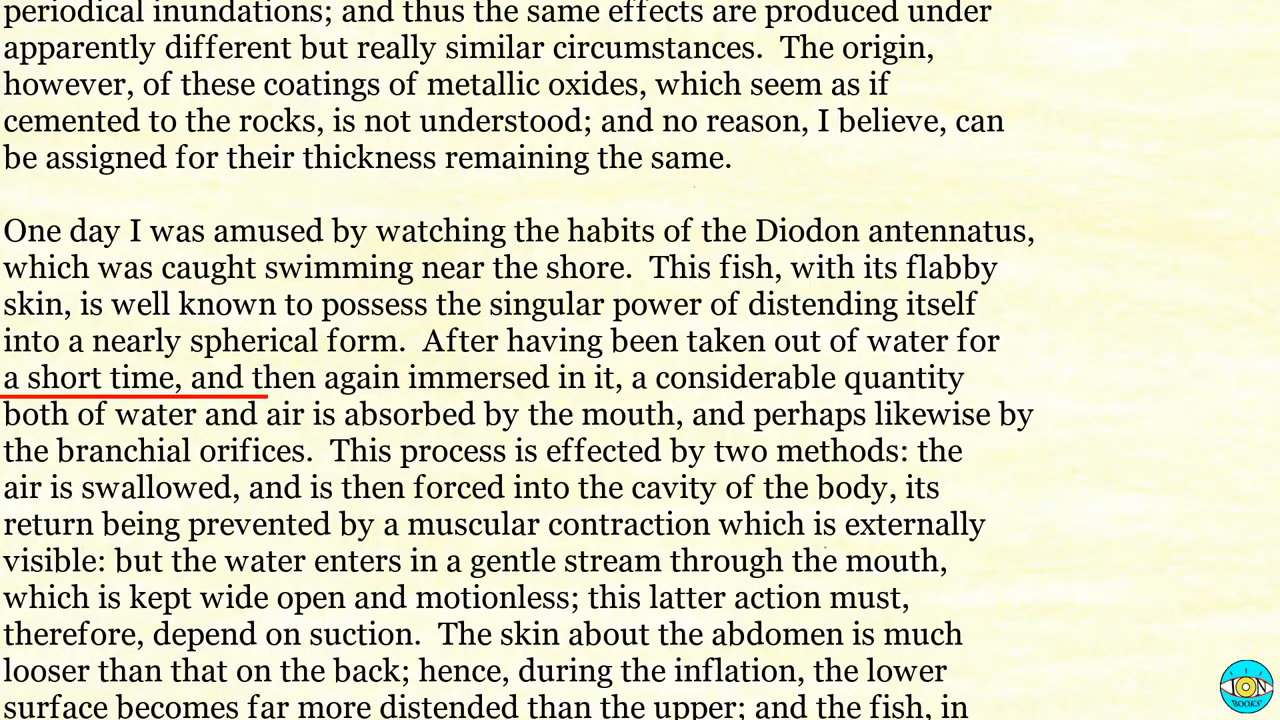 periodical inundations; and thus the same effects are produced under
apparently different but really similar circumstances.  The origin,
however, of these coatings of metallic oxides, which seem as if
cemented to the rocks, is not understood; and no reason, I believe, can
be assigned for their thickness remaining the same.
One day I was amused by watching the habits of the Diodon antennatus,
which was caught swimming near the shore.  This fish, with its flabby
skin, is well known to possess the singular power of distending itself
into a nearly spherical form.  After having been taken out of water for
a short time, and then again immersed in it, a considerable quantity
both of water and air is absorbed by the mouth, and perhaps likewise by
the branchial orifices.  This process is effected by two methods: the
air is swallowed, and is then forced into the cavity of the body, its
return being prevented by a muscular contraction which is externally
visible: but the water enters in a gentle stream through the mouth,
which is kept wide open and motionless; this latter action must,
therefore, depend on suction.  The skin about the abdomen is much
looser than that on the back; hence, during the inflation, the lower
surface becomes far more distended than the upper; and the fish, in
ION
BOOKS